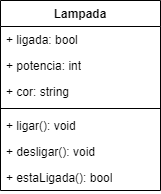 Lampada
+ ligada: bool
+ potencia: int
+ cor: string
+ ligar(): void
+ desligar(): void
+ estaLigada(): bool